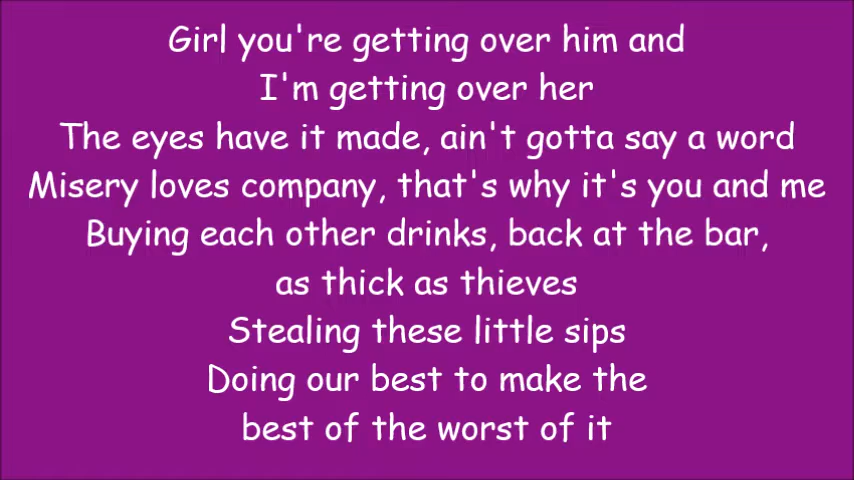 Girl you're getting over him and
I'm getting over her
The eyes have it made, ain't gotta say a word
Misery loves company, that's why it's you and me
Buying each other drinks, back at the bar,
as thick as thieves
Stealing these little sips
Doing our best to make the
best of the worst of it